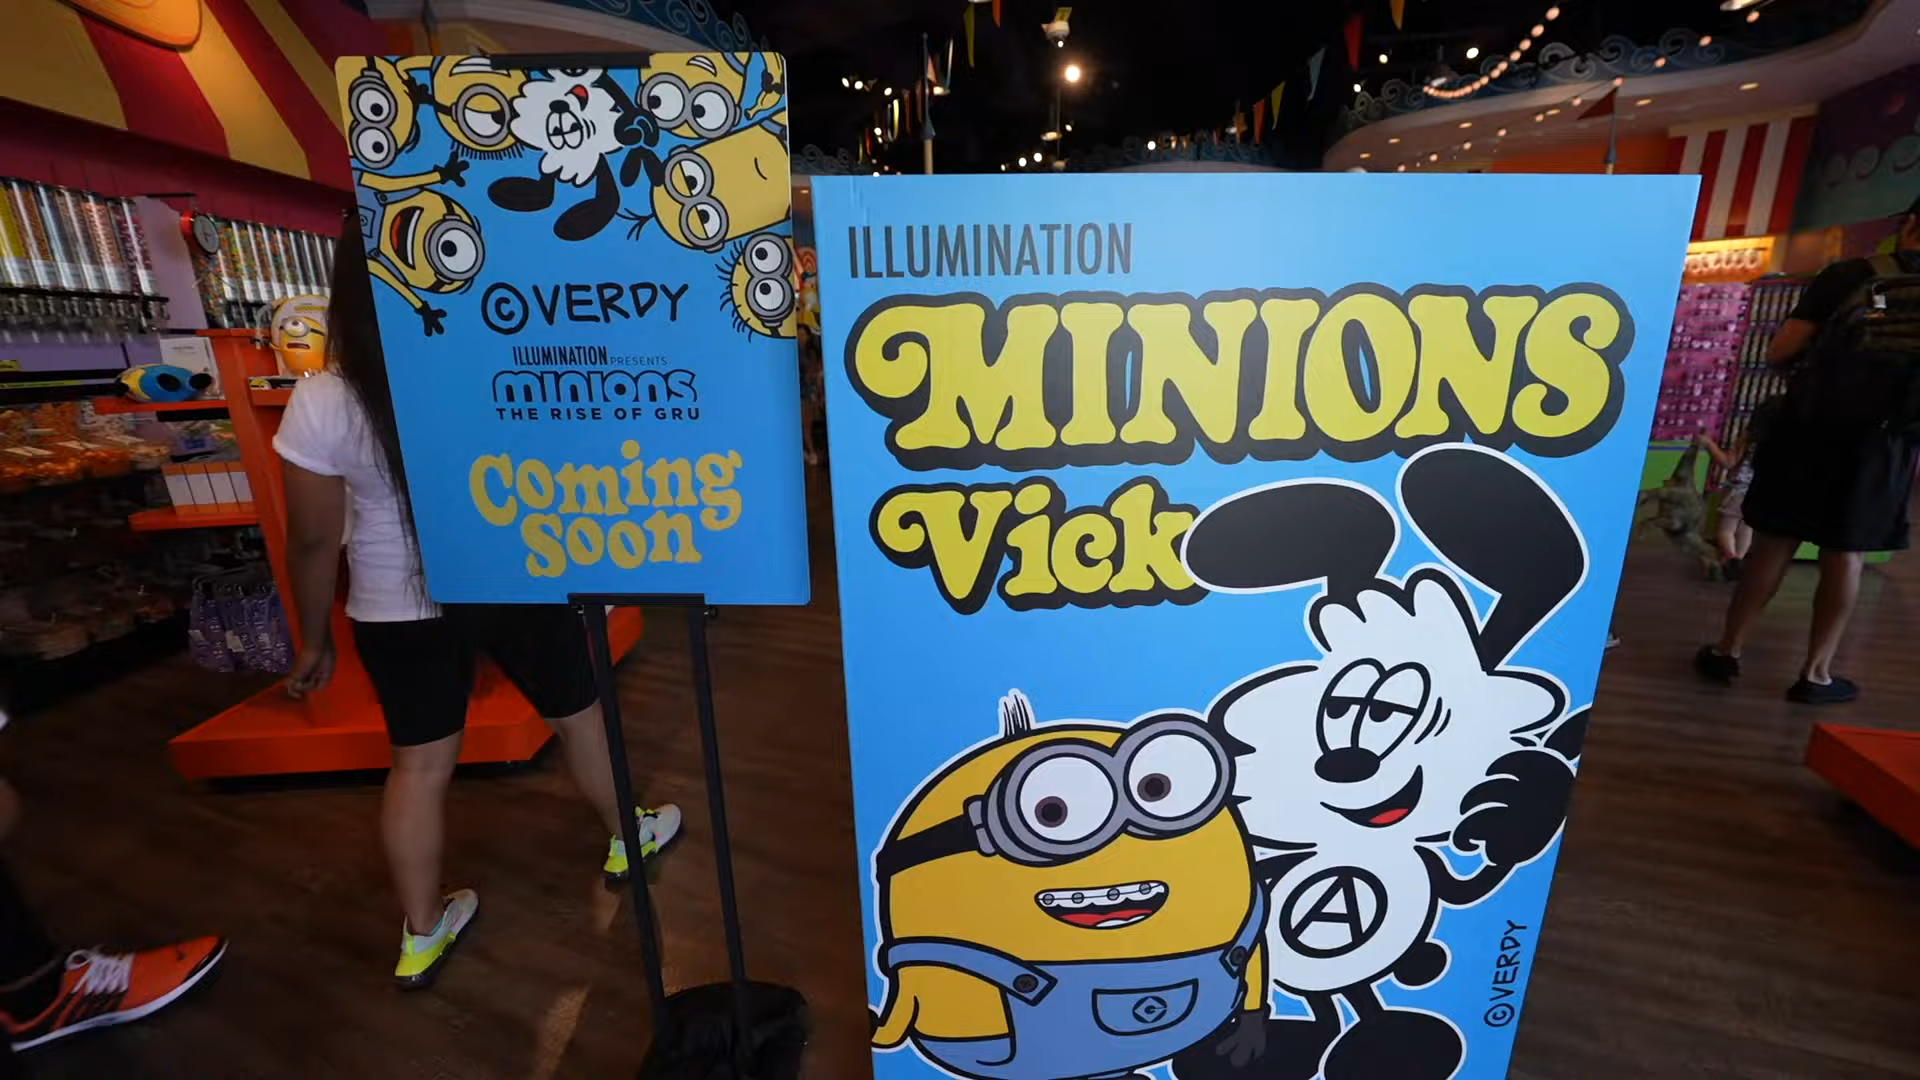 ©VERDY
ILLUMINATION PRESENTS
minions
THE RISE OF GRU
Coming
Soon
ILLUMINATION
MINIONS
Vick
A
©VERDY